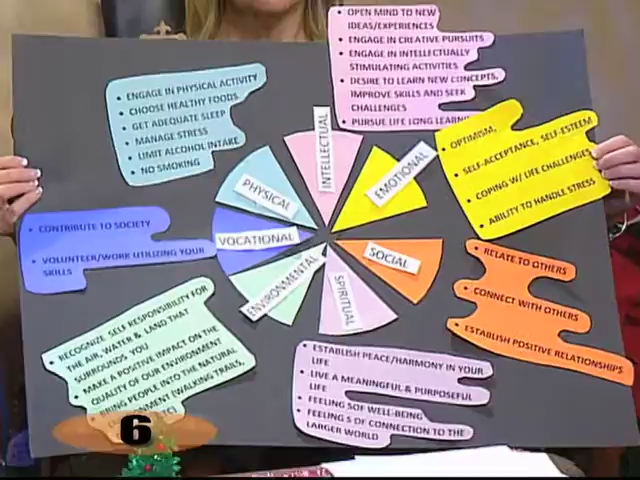 • OPEN MIND TO NEW
IDEAS/EXPERIENCES
• ENGAGE IN CREATIVE PURSUITS
• ENGAGE IN INTELLECTUALLY
STIMULATING ACTIVITIES
• DESIRE TO LEARN NEW CONCEPTS,
IMPROVE SKILLS AND SEEK
CHALLENGES
• PURSUE LIFE LONG LEARNING
• ENGAGE IN PHYSICAL ACTIVITY
• CHOOSE HEALTHY FOODS
• GET ADEQUATE SLEEP
• MANAGE STRESS
• LIMIT ALCOHOL INTAKE
• NO SMOKING
• OPTIMISM,
• SELF-ACCEPTANCE, SELF-ESTEEM
• COPING W/ LIFE CHALLENGES
• ABILITY TO HANDLE STRESS
INTELLECTUAL
EMOTIONAL
PHYSICAL
VOCATIONAL
SOCIAL
ENVIRONMENTAL
SPIRITUAL
• CONTRIBUTE TO SOCIETY
• VOLUNTEER/WORK UTILIZING YOUR
SKILLS
• RELATE TO OTHERS
• CONNECT WITH OTHERS
• ESTABLISH POSITIVE RELATIONSHIPS
• RECOGNIZE SELF RESPONSIBILITY FOR
THE AIR, WATER & LAND THAT
SURROUNDS YOU
• MAKE A POSITIVE IMPACT ON THE
QUALITY OF OUR ENVIRONMENT
• BRING PEOPLE INTO THE NATURAL
(WALKING TRAILS,
• ESTABLISH PEACE/HARMONY IN YOUR
LIFE
• LIVE A MEANINGFUL & PURPOSEFUL
LIFE
• FEELING SOF WELL-BEING
• FEELING S OF CONNECTION TO THE
LARGER WORLD
6